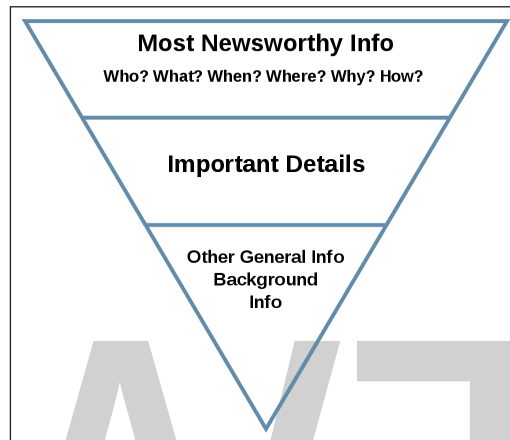 Most Newsworthy Info
Who? What? When? Where? Why? How?
Important Details
Other General Info
Background
Info